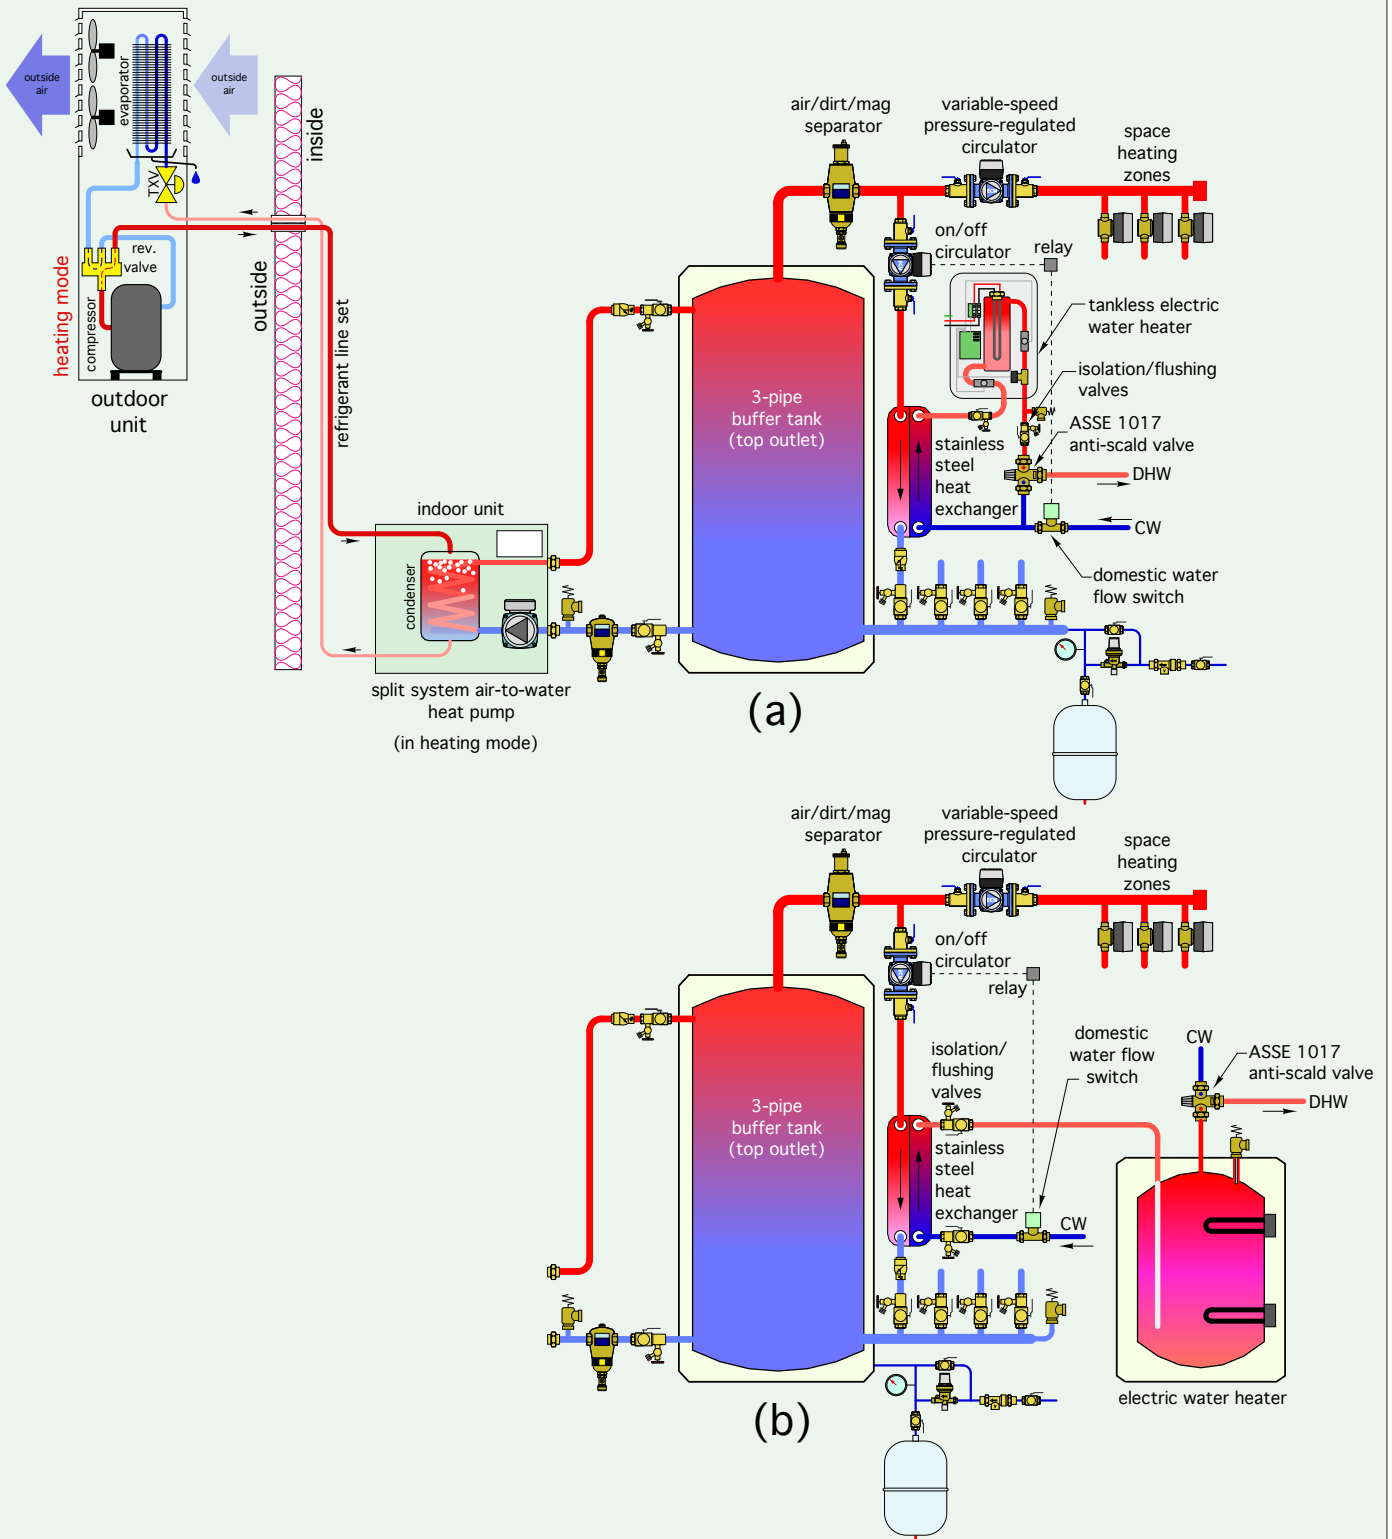 outside
air
evaporator
outside
air
TXV
rev.
valve
heating mode
compressor
outdoor
unit
inside
outside
refrigerant line set
indoor unit
condenser
split system air-to-water
heat pump
(in heating mode)
air/dirt/mag
separator
variable-speed
pressure-regulated
circulator
space
heating
zones
on/off
circulator
relay
tankless electric
water heater
isolation/flushing
valves
ASSE 1017
anti-scald valve
DHW
CW
3-pipe
buffer tank
(top outlet)
stainless
steel
heat
exchanger
domestic water
flow switch
(a)
air/dirt/mag
separator
variable-speed
pressure-regulated
circulator
space
heating
zones
on/off
circulator
relay
isolation/
flushing
valves
domestic
water flow
switch
CW
ASSE 1017
anti-scald valve
DHW
3-pipe
buffer tank
(top outlet)
stainless
steel
heat
exchanger
CW
electric water heater
(b)